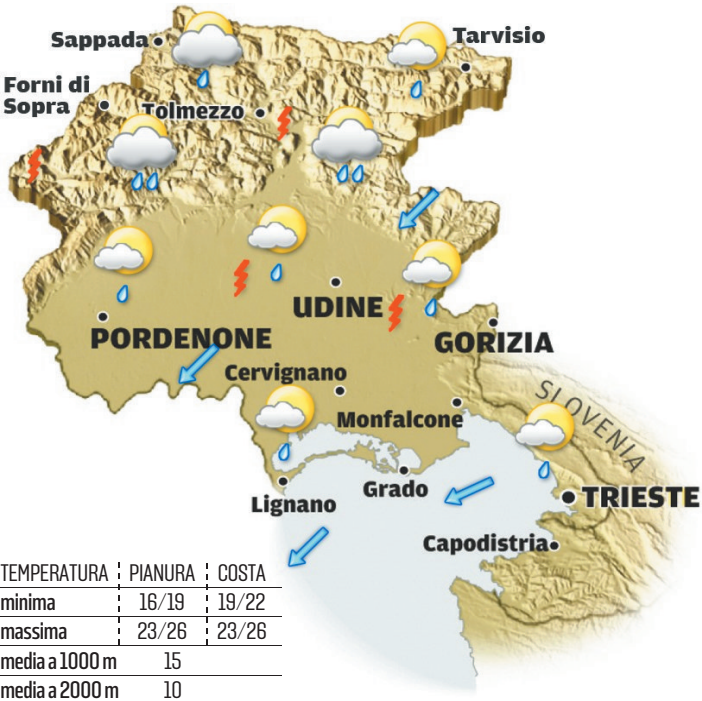 Sappada
Tarvisio
Forni di
Sopra
Tolmezzo
UDINE
PORDENONE
GORIZIA
Cervignano
SLOVENIA
Monfalcone
Grado
Lignano
TRIESTE
Capodistria
TEMPERATURA PIANURA COSTA
minima 16/19 19/22
massima 23/26 23/26
media a 1000 m 15
media a 2000 m 10